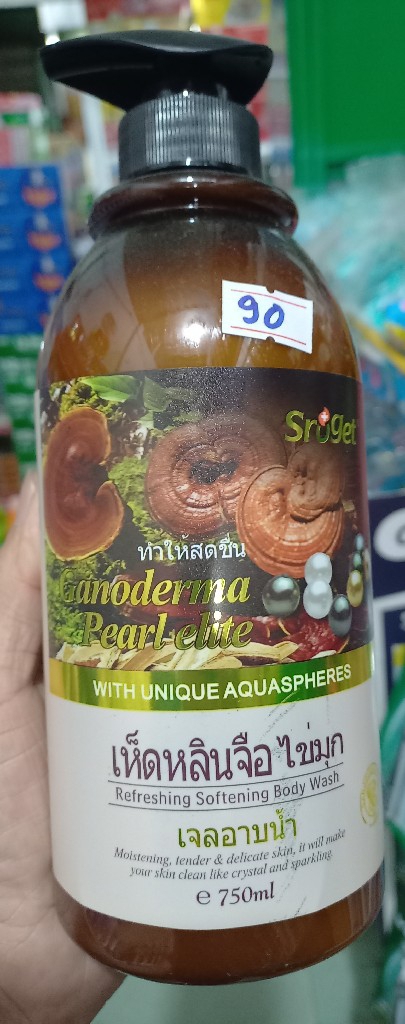 90
Sruget
ทำให้สดชื่น
Ganoderma
Pearl elite
WITH UNIQUE AQUASPHERES
เห็ดหลินจือ ไข่มุก
Refreshing Softening Body Wash
เจลอาบน้ำ
Moistening, tender & delicate skin, it will make
your skin clean like crystal and sparkling.
e 750ml